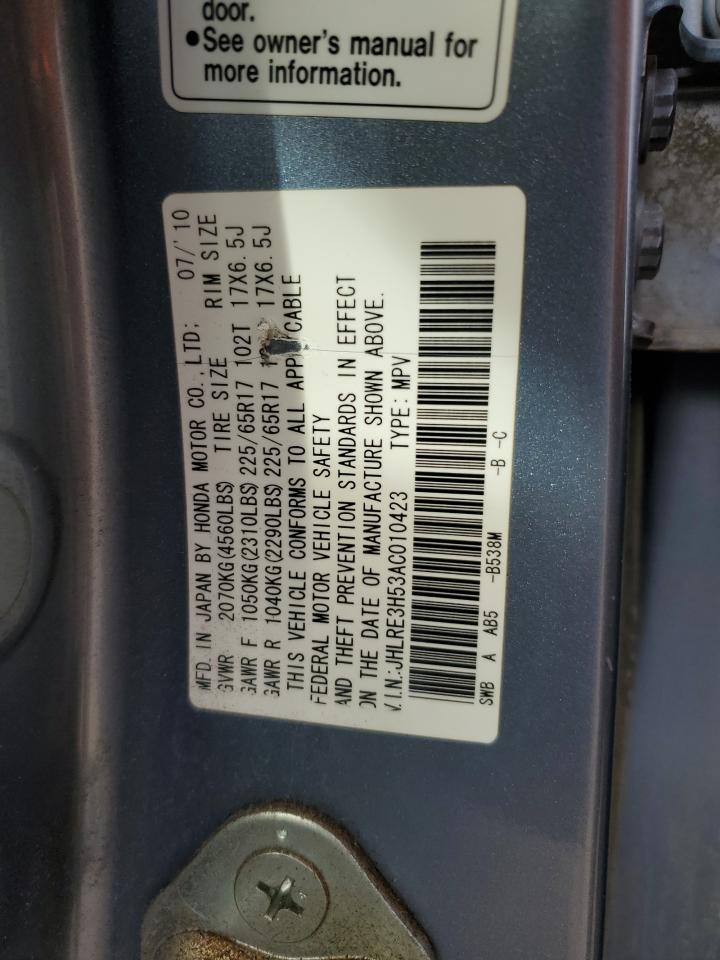 door.
•See owner's manual for
more information.
MFD. IN JAPAN BY HONDA MOTOR CO.,LTD; 07/'10
GVWR 2070KG(4560LBS) TIRE SIZE RIM SIZE
GAWR F 1050KG(2310LBS) 225/65R17 102T 17X6.5J
GAWR R 1040KG(2290LBS) 225/65R17 17X6.5J
THIS VEHICLE CONFORMS TO ALL APPLICABLE
FEDERAL MOTOR VEHICLE SAFETY
AND THEFT PREVENTION STANDARDS IN EFFECT
ON THE DATE OF MANUFACTURE SHOWN ABOVE.
V.I.N.:JHLRE3H53AC010423 TYPE: MPV
SWB A AB5 -B538M -B -C